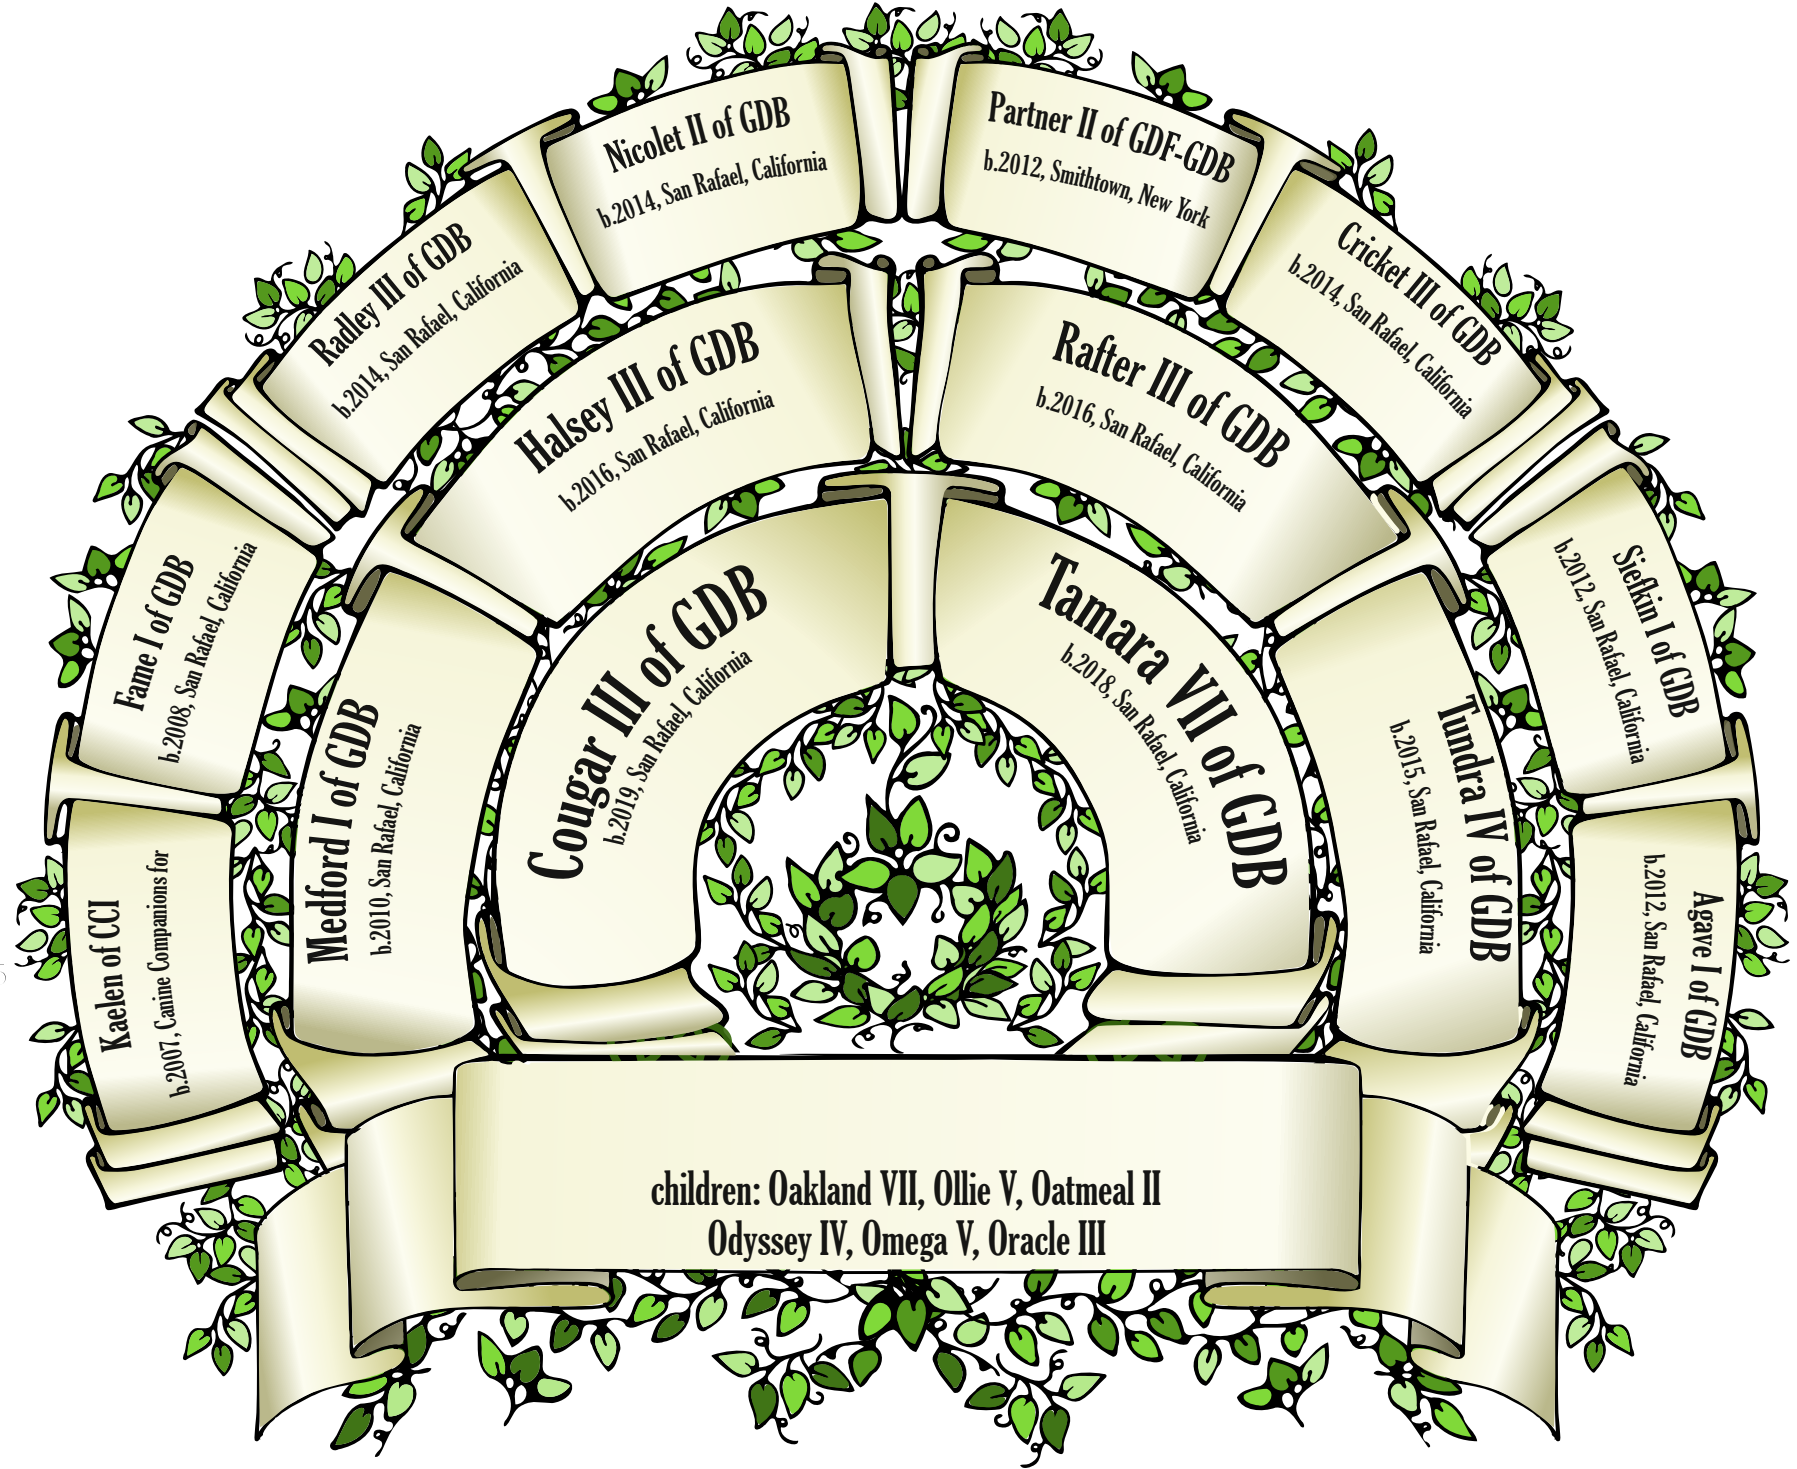 Nicolet II of GDB
b.2014, San Rafael, California
Partner II of GDF-GDB
b.2012, Smithtown, New York
Radley III of GDB
b.2014, San Rafael, California
Cricket III of GDB
b.2014, San Rafael, California
Halsey III of GDB
b.2016, San Rafael, California
Rafter III of GDB
b.2016, San Rafael, California
Fame I of GDB
b.2008, San Rafael, California
Siefkin I of GDB
b.2012, San Rafael, California
Cougar III of GDB
b.2019, San Rafael, California
Tamara VII of GDB
b.2018, San Rafael, California
Medford I of GDB
b.2010, San Rafael, California
Tundra IV of GDB
b.2015, San Rafael, California
Kaelen of CCI
b.2007, Canine Companions for
Agave I of GDB
b.2012, San Rafael, California
children: Oakland VII, Ollie V, Oatmeal II
Odyssey IV, Omega V, Oracle III